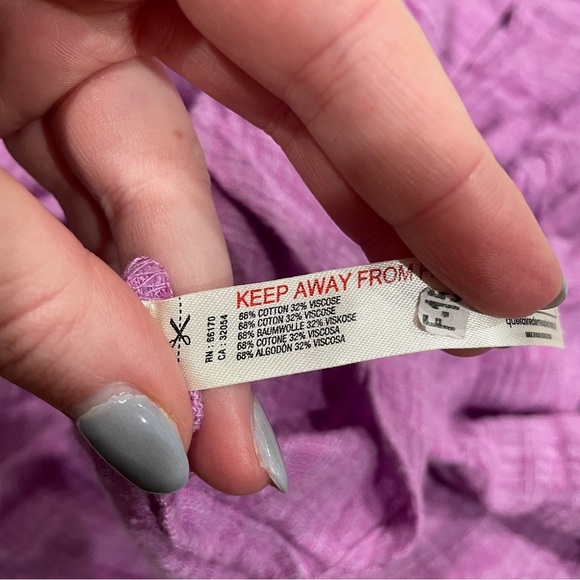 KEEP AWAY FROM
68% COTTON 32% VISCOSE
68% COTON 32% VISCOSE
68% BAUMWOLLE 32% VISKOSE
68% COTONE 32% VISCOSA
68% ALGODÓN 32% VISCOSA
RN : 66170
CA : 32054